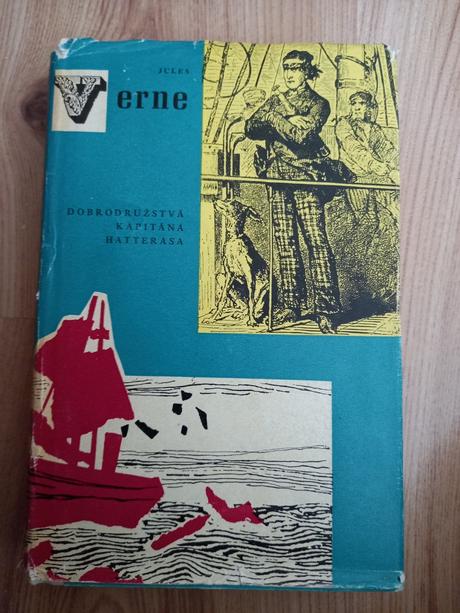 JULES
Verne
DOBRODRUŽSTVÁ
KAPITÁNA
HATTERASA